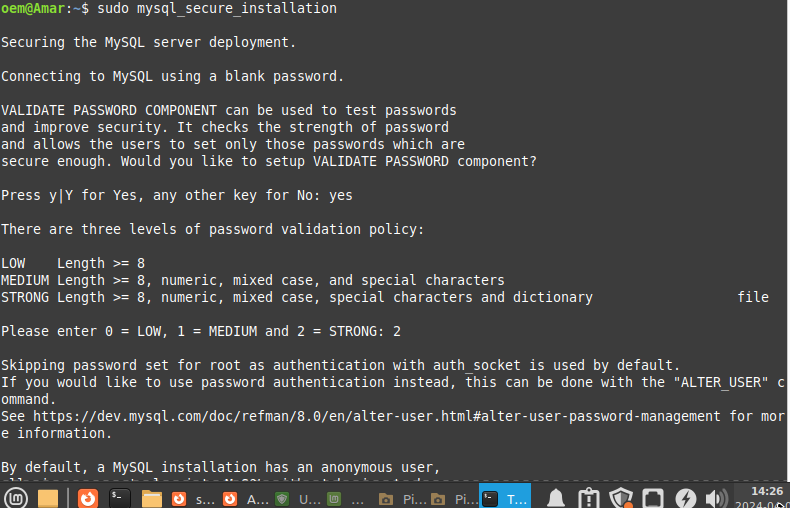 oem@Amar:~$ sudo mysql_secure_installation
Securing the MySQL server deployment.
Connecting to MySQL using a blank password.
VALIDATE PASSWORD COMPONENT can be used to test passwords
and improve security. It checks the strength of password
and allows the users to set only those passwords which are
secure enough. Would you like to setup VALIDATE PASSWORD component?
Press y|Y for Yes, any other key for No: yes
There are three levels of password validation policy:
LOW    Length >= 8
MEDIUM Length >= 8, numeric, mixed case, and special characters
STRONG Length >= 8, numeric, mixed case, special characters and dictionary                  file
Please enter 0 = LOW, 1 = MEDIUM and 2 = STRONG: 2
Skipping password set for root as authentication with auth_socket is used by default.
If you would like to use password authentication instead, this can be done with the "ALTER_USER" c
ommand.
See https://dev.mysql.com/doc/refman/8.0/en/alter-user.html#alter-user-password-management for mor
e information.
By default, a MySQL installation has an anonymous user,
s... A... U... ... Pi... Pi... T...
14:26